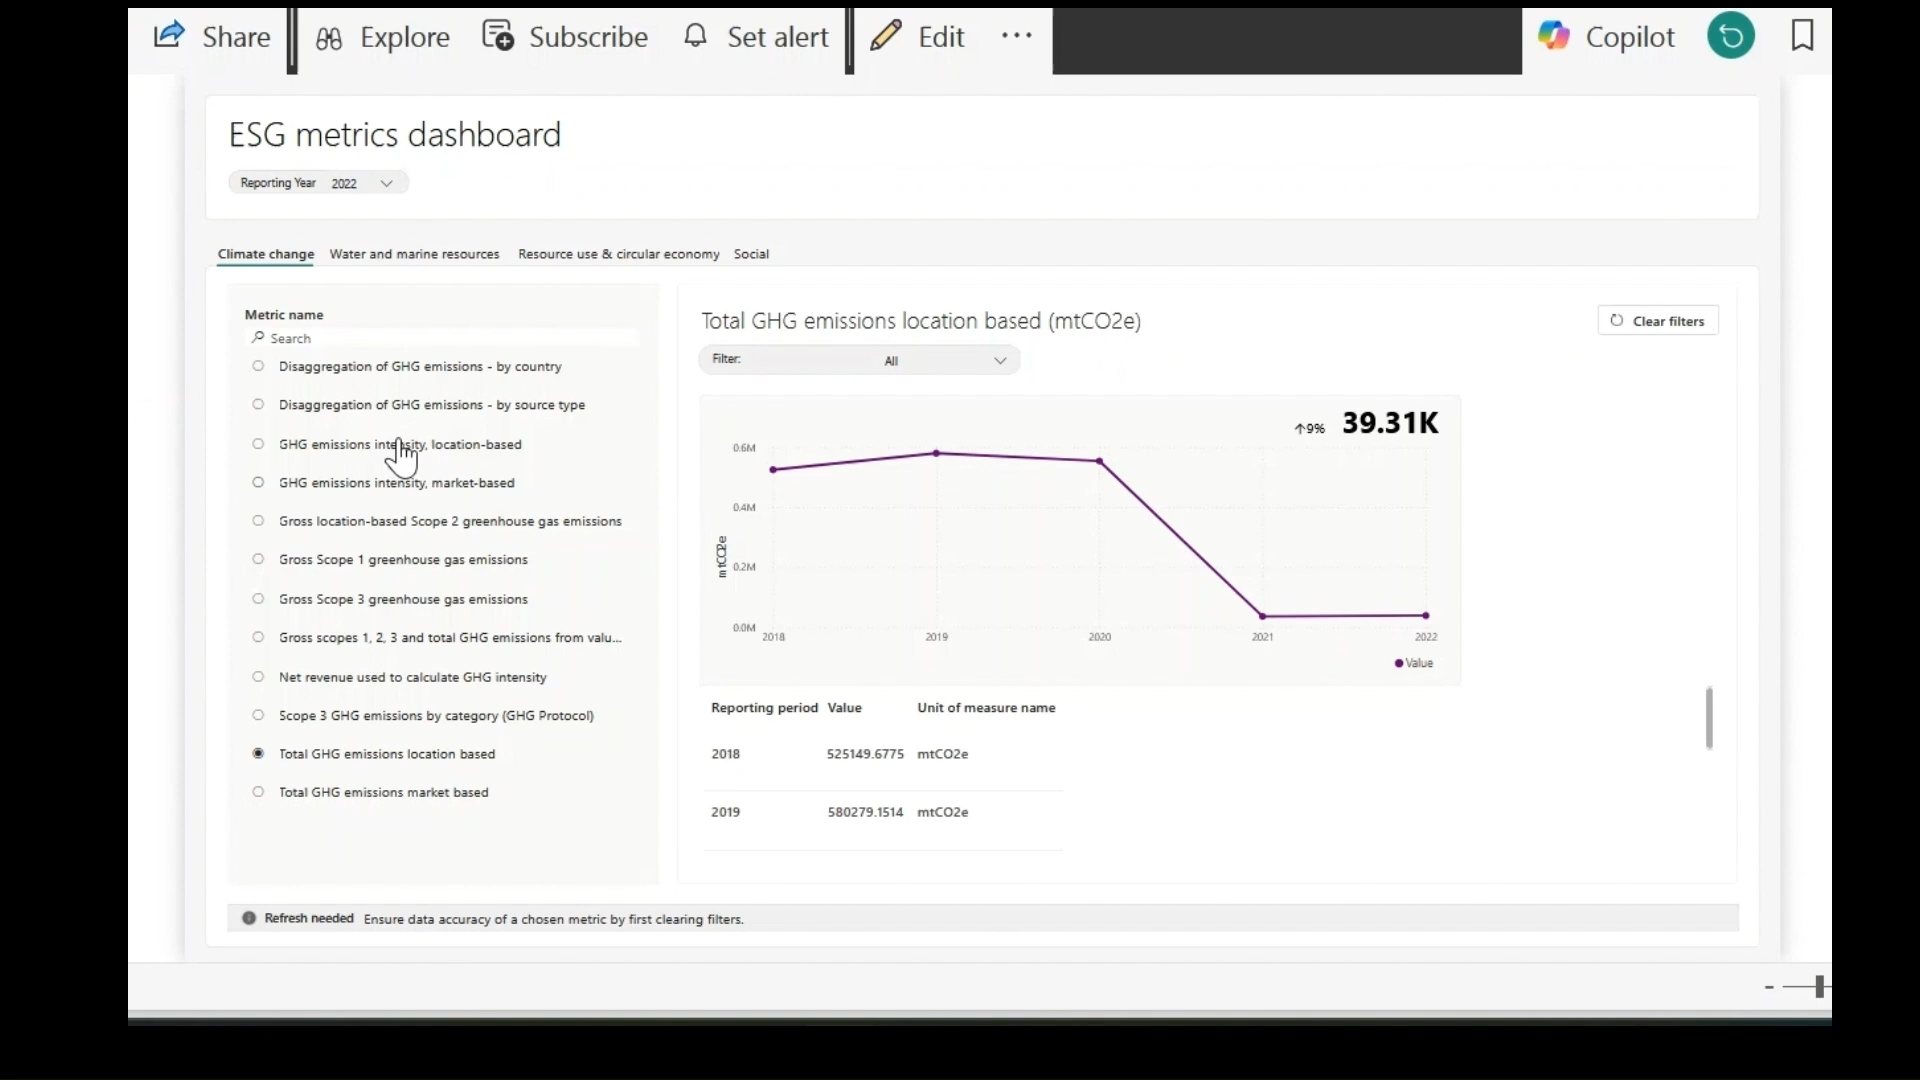 Share Explore Subscribe Set alert Edit ... Copilot
ESG metrics dashboard
Reporting Year 2022
Climate change Water and marine resources Resource use & circular economy Social
Metric name
Search
Disaggregation of GHG emissions - by country
Disaggregation of GHG emissions - by source type
GHG emissions intensity, location-based
GHG emissions intensity, market-based
Gross location-based Scope 2 greenhouse gas emissions
Gross Scope 1 greenhouse gas emissions
Gross Scope 3 greenhouse gas emissions
Gross scopes 1, 2, 3 and total GHG emissions from valu...
Net revenue used to calculate GHG intensity
Scope 3 GHG emissions by category (GHG Protocol)
Total GHG emissions location based
Total GHG emissions market based
Total GHG emissions location based (mtCO2e)
Clear filters
Filter: All
↑9% 39.31K
mtCO2e
0.6M
0.4M
0.2M
0.0M
2018 2019 2020 2021 2022
Value
Reporting period Value Unit of measure name
2018 525149.6775 mtCO2e
2019 580279.1514 mtCO2e
Refresh needed Ensure data accuracy of a chosen metric by first clearing filters.